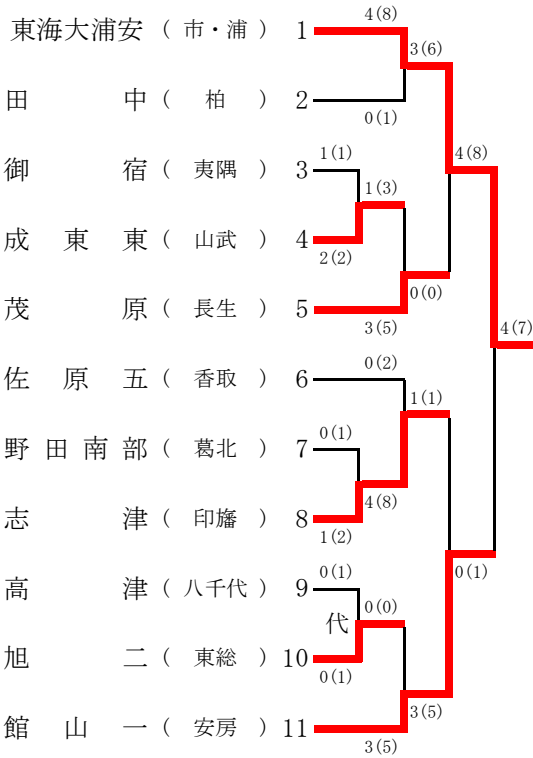 4(8)
東海大浦安 ( 市・浦 ) 1
3(6)
田中 ( 柏 ) 2
0(1)
御宿 ( 夷隅 ) 3
1(1)
4(8)
1(3)
成東東 ( 山武 ) 4
2(2)
0(0)
茂原 ( 長生 ) 5
3(5)
4(7)
佐原五 ( 香取 ) 6
0(2)
1(1)
野田南部 ( 葛北 ) 7
0(1)
4(8)
志津 ( 印旛 ) 8
1(2)
0(1)
高津 ( 八千代 ) 9
0(1)
0(0)
代
旭二 ( 東総 ) 10
0(1)
3(5)
館山一 ( 安房 ) 11
3(5)